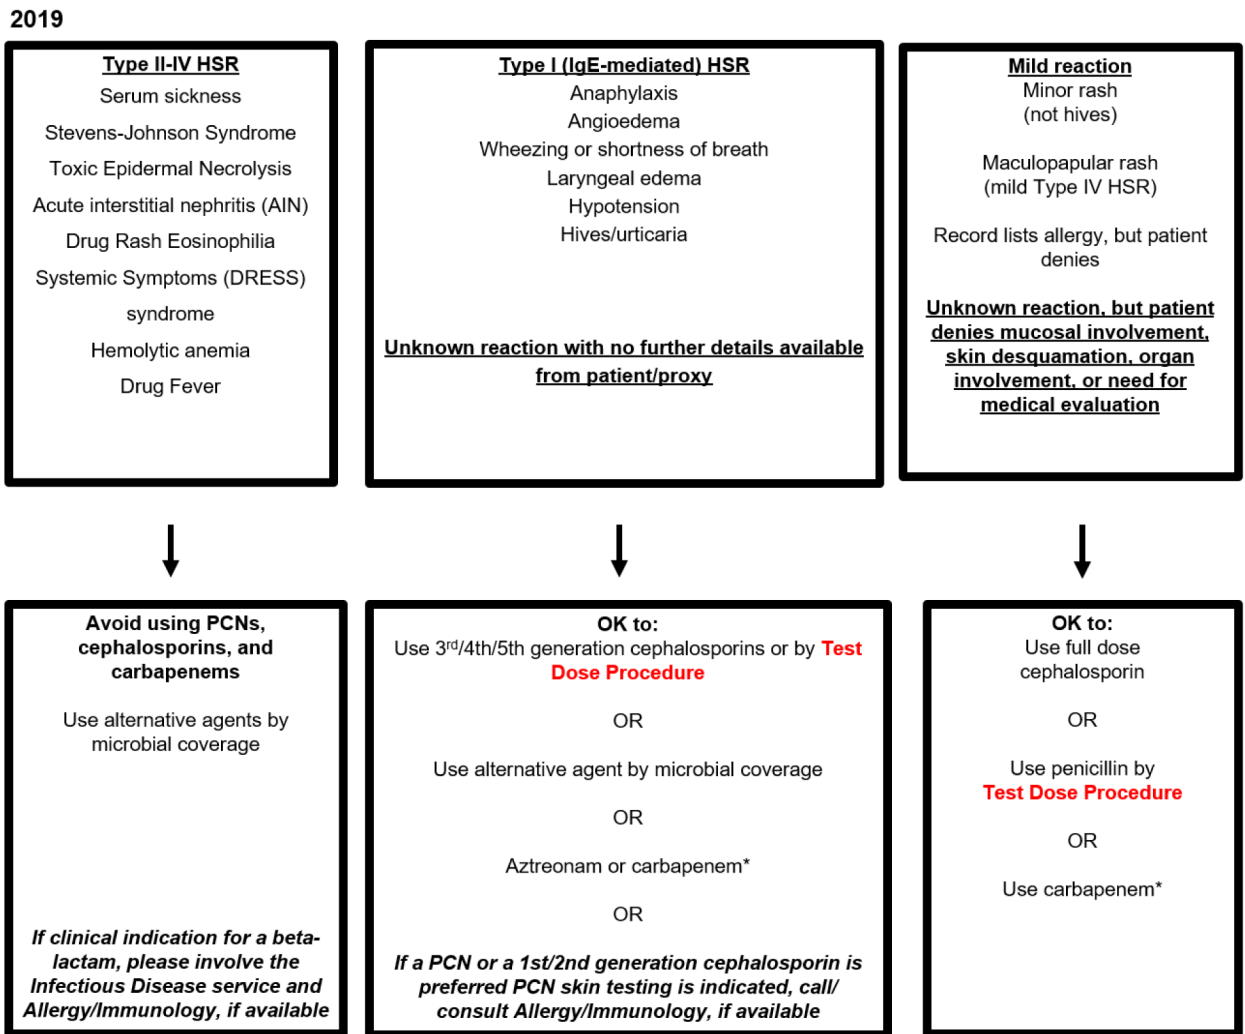 2019
Type II-IV HSR
Serum sickness
Stevens-Johnson Syndrome
Toxic Epidermal Necrolysis
Acute interstitial nephritis (AIN)
Drug Rash Eosinophilia
Systemic Symptoms (DRESS)
syndrome
Hemolytic anemia
Drug Fever
Type I (IgE-mediated) HSR
Anaphylaxis
Angioedema
Wheezing or shortness of breath
Laryngeal edema
Hypotension
Hives/urticaria
Unknown reaction with no further details available
from patient/proxy
Mild reaction
Minor rash
(not hives)
Maculopapular rash
(mild Type IV HSR)
Record lists allergy, but patient
denies
Unknown reaction, but patient
denies mucosal involvement,
skin desquamation, organ
involvement, or need for
medical evaluation
Avoid using PCNs,
cephalosporins, and
carbapenems
Use alternative agents by
microbial coverage
If clinical indication for a beta-
lactam, please involve the
Infectious Disease service and
Allergy/Immunology, if available
OK to:
Use 3rd/4th/5th generation cephalosporins or by Test
Dose Procedure
OR
Use alternative agent by microbial coverage
OR
Aztreonam or carbapenem*
OR
If a PCN or a 1st/2nd generation cephalosporin is
preferred PCN skin testing is indicated, call/
consult Allergy/Immunology, if available
OK to:
Use full dose
cephalosporin
OR
Use penicillin by
Test Dose Procedure
OR
Use carbapenem*